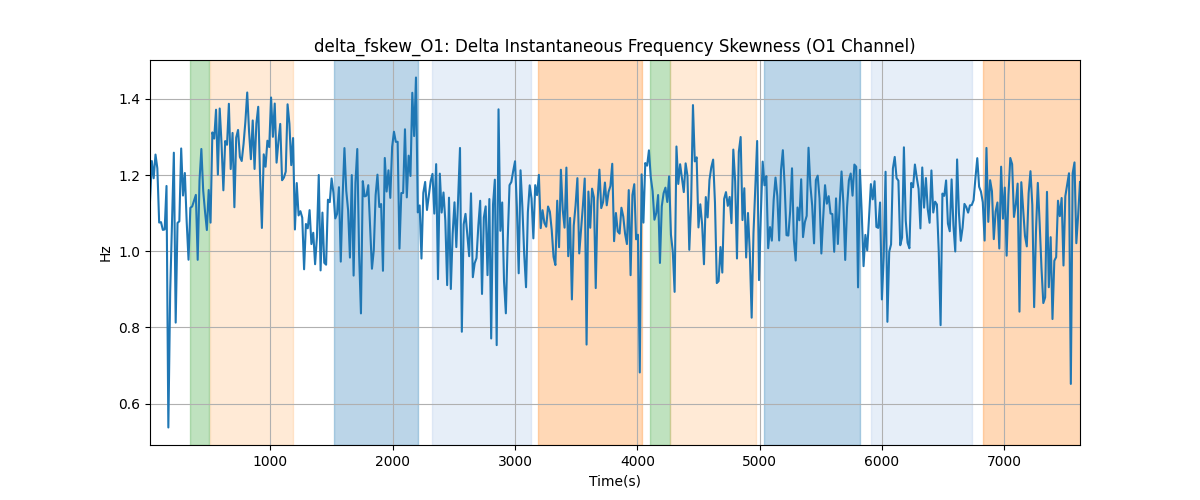 delta_fskew_O1: Delta Instantaneous Frequency Skewness (O1 Channel)
1.4
1.2
1.0
0.8
0.6
Hz
1000 2000 3000 4000 5000 6000 7000
Time(s)